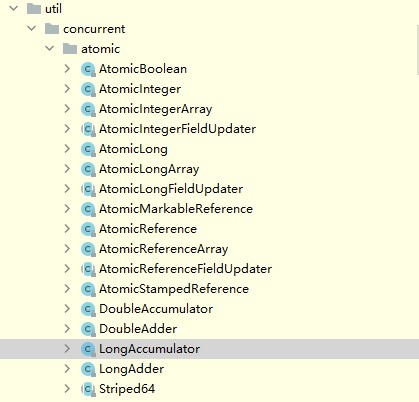 util
concurrent
atomic
AtomicBoolean
AtomicInteger
AtomicIntegerArray
AtomicIntegerFieldUpdater
AtomicLong
AtomicLongArray
AtomicLongFieldUpdater
AtomicMarkableReference
AtomicReference
AtomicReferenceArray
AtomicReferenceFieldUpdater
AtomicStampedReference
DoubleAccumulator
DoubleAdder
LongAccumulator
LongAdder
Striped64